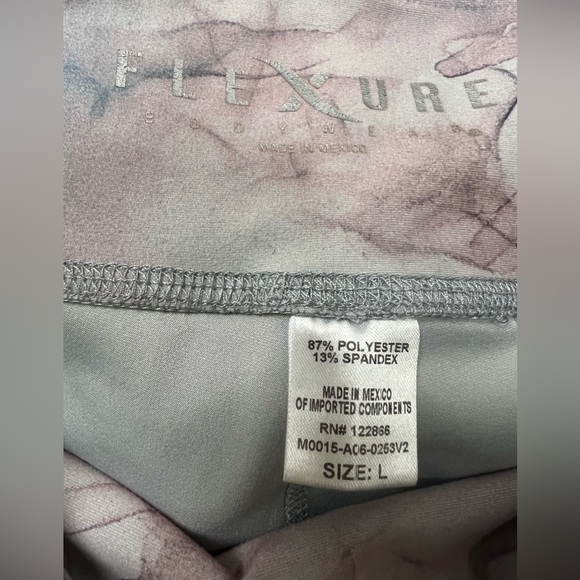 FLEXURE
BODYWEAR
MADE IN MEXICO
87% POLYESTER
13% SPANDEX
MADE IN MEXICO
OF IMPORTED COMPONENTS
RN# 122866
M0015-A06-0253V2
SIZE: L